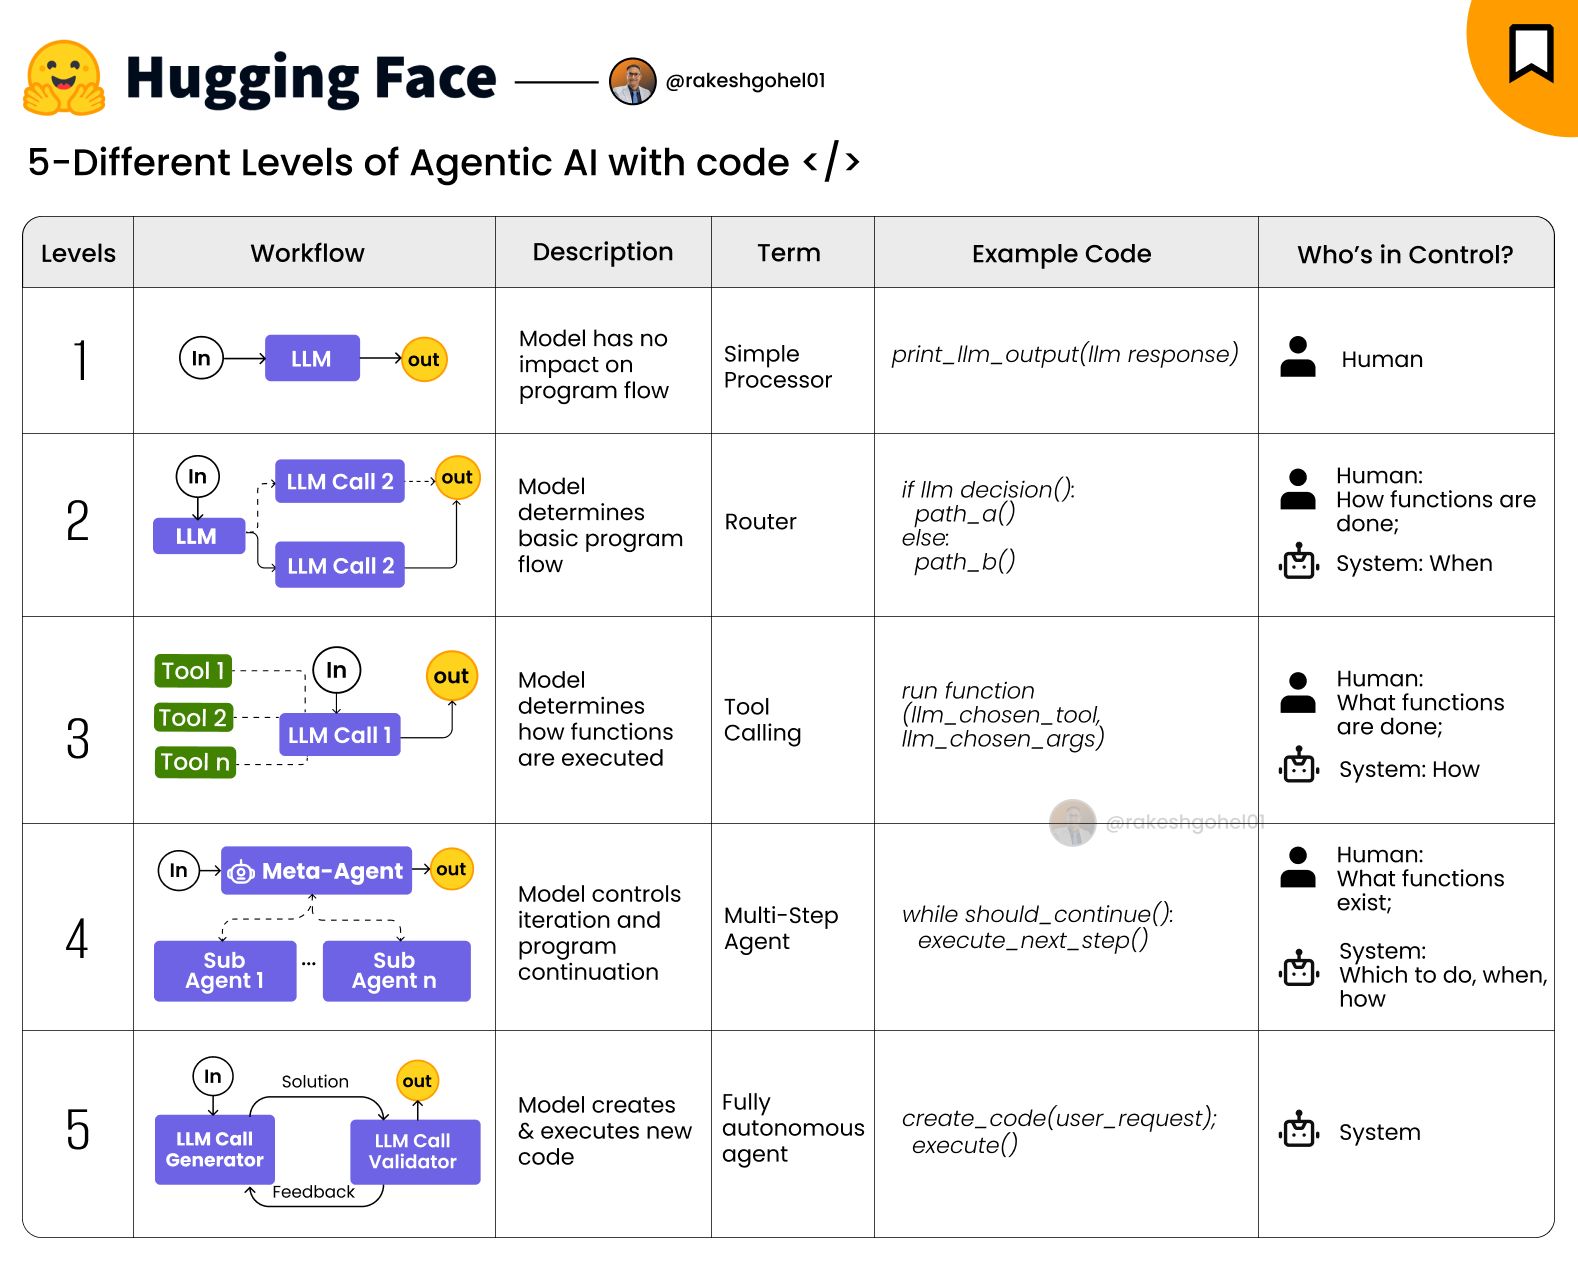 Hugging Face
@rakeshgohel01
5-Different Levels of Agentic AI with code </>
Levels
Workflow
Description
Term
Example Code
Who's in Control?
1
In
LLM
out
Model has no
impact on
program flow
Simple
Processor
print_llm_output(llm response)
Human
2
In
LLM
LLM Call 2
LLM Call 2
out
Model
determines
basic program
flow
Router
if llm decision():
path_a()
else:
path_b()
Human:
How functions are
done;
System: When
3
Tool 1
Tool 2
Tool n
In
LLM Call 1
out
Model
determines
how functions
are executed
Tool
Calling
run function
(llm_chosen_tool,
llm_chosen_args)
Human:
What functions
are done;
System: How
@rakeshgohel01
4
In
Meta-Agent
out
Sub
Agent 1
...
Sub
Agent n
Model controls
iteration and
program
continuation
Multi-Step
Agent
while should_continue():
execute_next_step()
Human:
What functions
exist;
System:
Which to do, when,
how
5
In
Solution
out
LLM Call
Generator
LLM Call
Validator
Feedback
Model creates
& executes new
code
Fully
autonomous
agent
create_code(user_request);
execute()
System